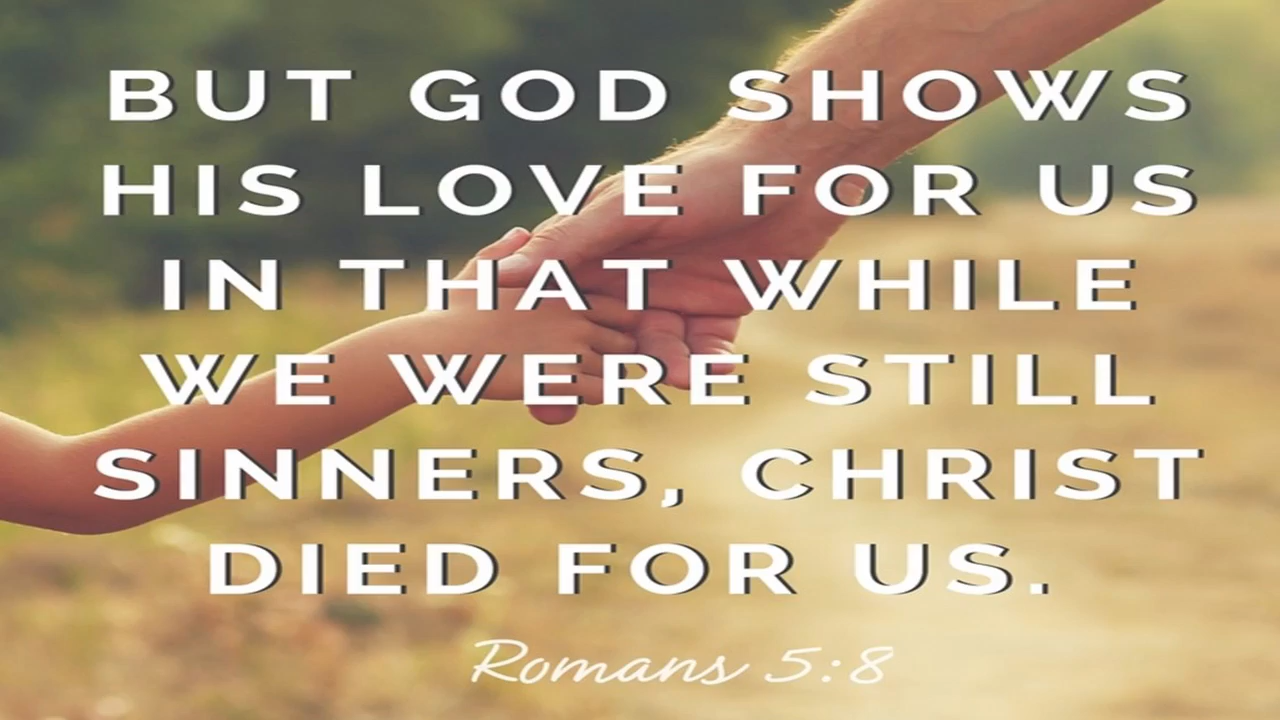 BUT GOD SHOWS
HIS LOVE FOR US
IN THAT WHILE
WE WERE STILL
SINNERS, CHRIST
DIED FOR US.
Romans 5:8